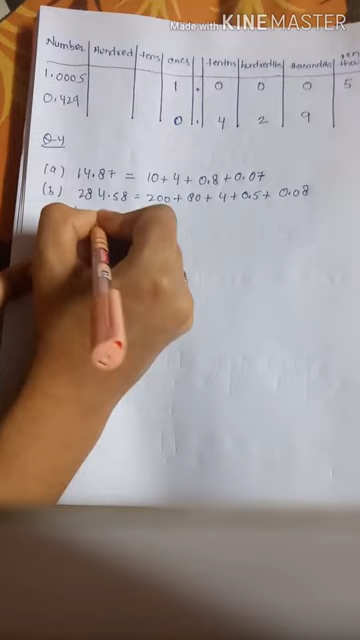 Made with KINEMASTER
Number Hundred tens ones . tenths hundredths thousandths ten
1.0005 1 . 0 0 0 5
0.429 0 . 4 2 9
Q-4
(a) 14.87 = 10 + 4 + 0.8 + 0.07
(b) 284.58 = 200 + 80 + 4 + 0.5 + 0.08